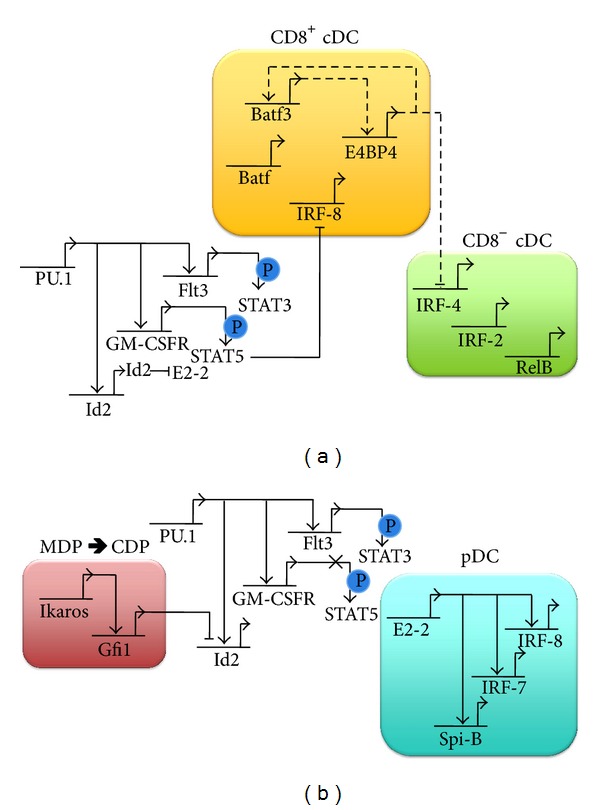 CD8+ cDC
Batf3
E4BP4
Batf
IRF-8
PU.1
Flt3
P
STAT3
CD8− cDC
IRF-4
IRF-2
RelB
GM-CSFR
P
STAT5
Id2
E2-2
Id2
(a)
PU.1
Flt3
P
STAT3
MDP → CDP
Ikaros
Gfi1
GM-CSFR
P
STAT5
Id2
pDC
E2-2
IRF-8
IRF-7
Spi-B
(b)